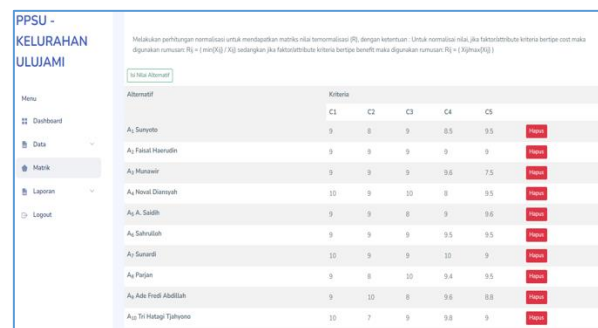 PPSU -
KELURAHAN
ULUJAMI
Menu
Dashboard
Data
Matrik
Laporan
Logout
Melakukan perhitungan normalisasi untuk mendapatkan matriks nilai ternormalisasi (R), dengan ketentuan : Untuk normalisai nilai, jika faktor/attribute kriteria bertipe cost maka
digunakan rumusan: Rij = ( min{Xij} / Xij) sedangkan jika faktor/attribute kriteria bertipe benefit maka digunakan rumusan: Rij = ( Xij/max{Xij} )
Isi Nilai Alternatif
Alternatif Kriteria
C1 C2 C3 C4 C5
A1 Sunyoto 9 8 9 8.5 9.5 Hapus
A2 Faisal Haerudin 9 9 9 9 9 Hapus
A3 Munawir 9 9 9 9.6 7.5 Hapus
A4 Noval Diansyah 10 9 10 8 9.5 Hapus
A5 A. Saidih 9 9 8 9 9.6 Hapus
A6 Sahrulloh 9 9 9.5 9.5 Hapus
A7 Sunardi 10 9 9 10 9 Hapus
A8 Parjan 9 8 10 9.4 9.5 Hapus
A9 Ade Fredi Abdillah 9 10 8 9.6 8.8 Hapus
A10 Tri Hatagi Tjahyono 10 7 9 9.8 9 Hapus